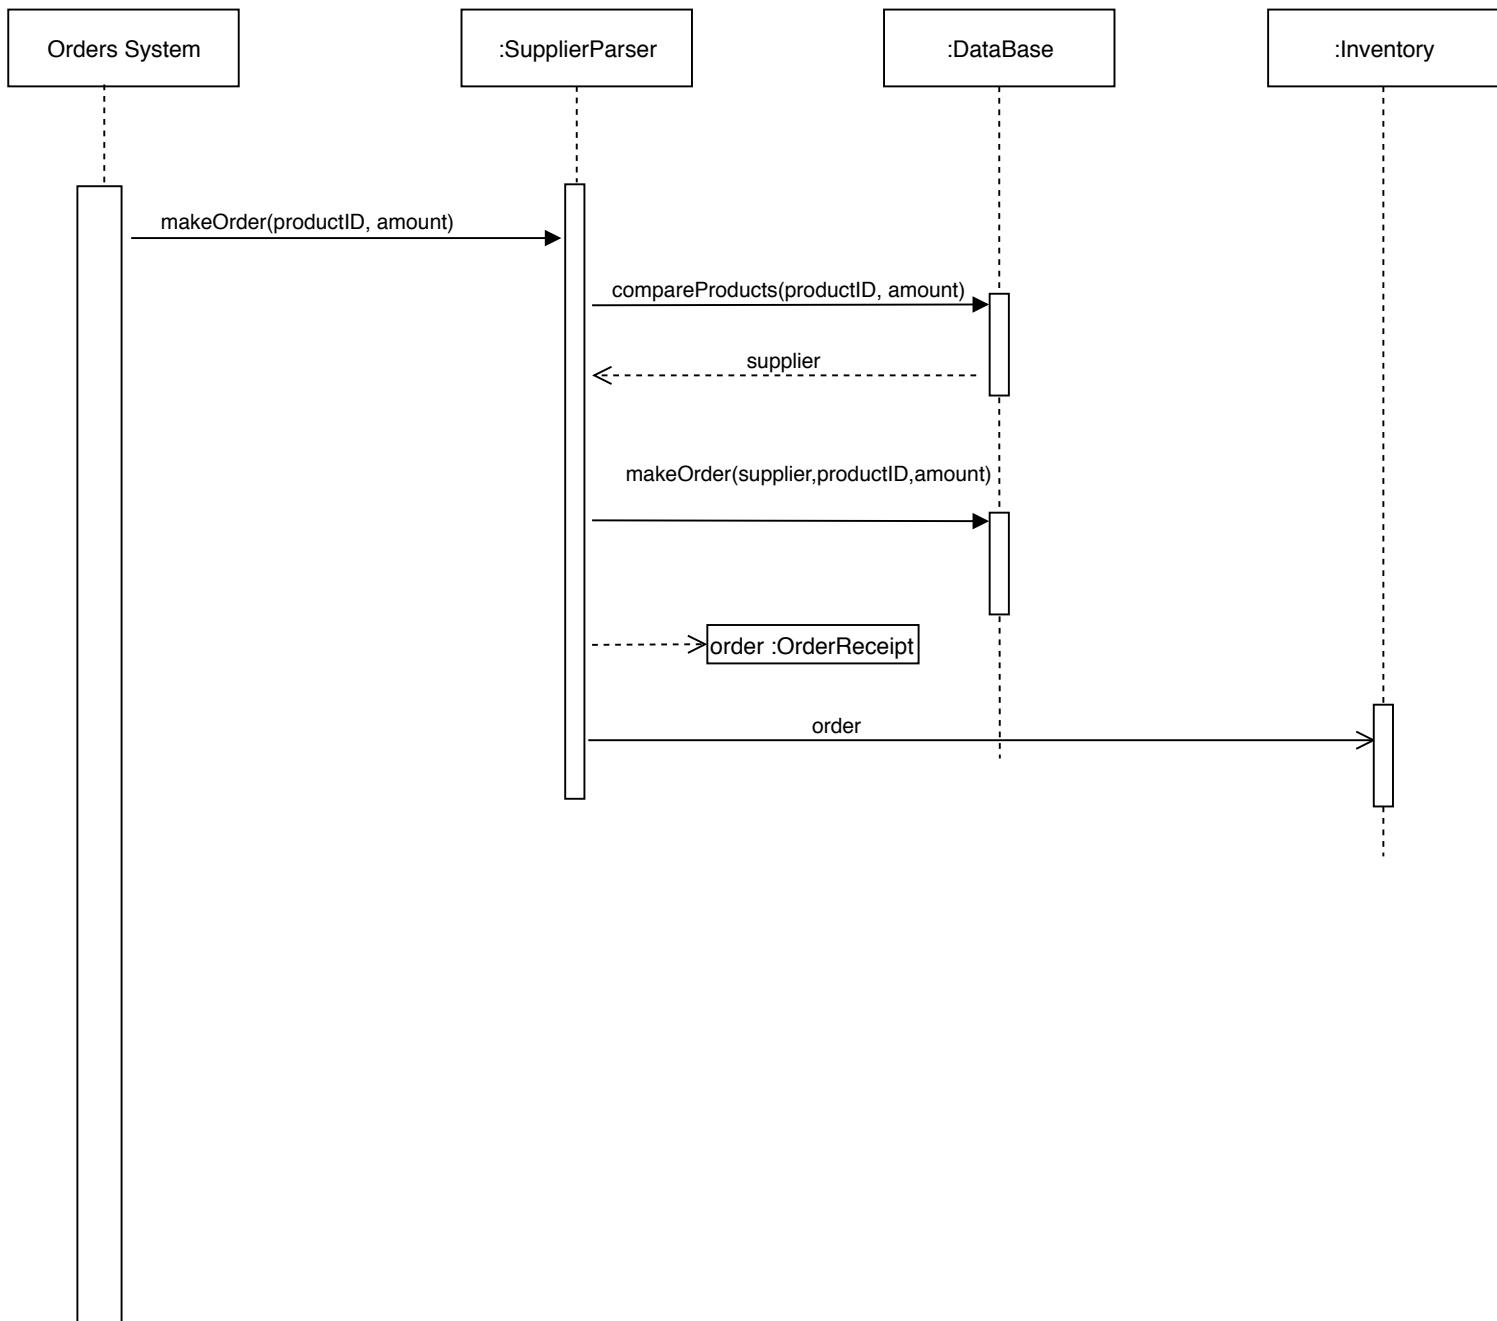 Orders System
:SupplierParser
:DataBase
:Inventory
makeOrder(productID, amount)
compareProducts(productID, amount)
supplier
makeOrder(supplier,productID,amount)
order :OrderReceipt
order